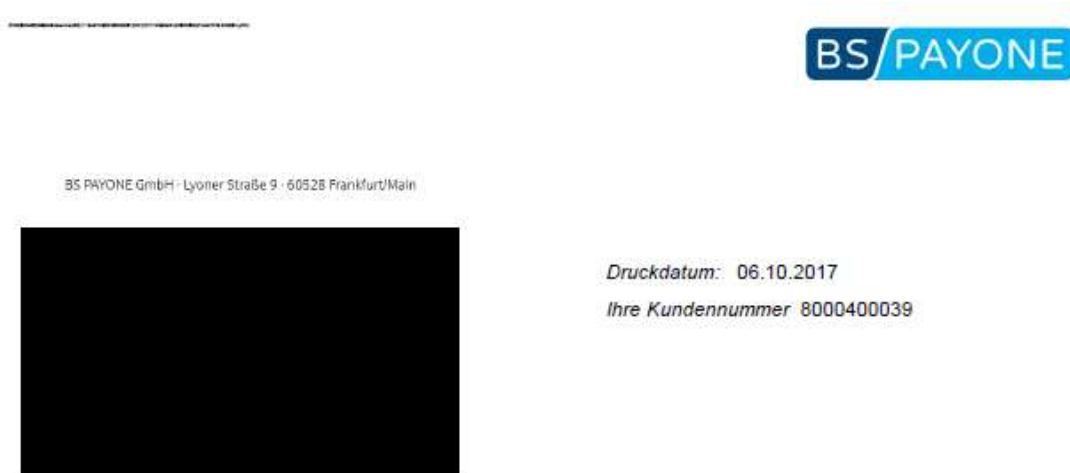 BS PAYONE
BS PAYONE GmbH · Lyoner Straße 9 · 60528 Frankfurt/Main
Druckdatum: 06.10.2017
Ihre Kundennummer 8000400039